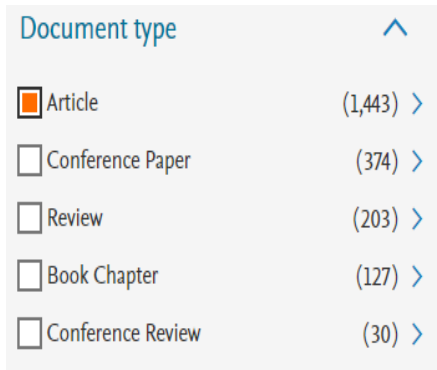 Document type
Article (1,443)
Conference Paper (374)
Review (203)
Book Chapter (127)
Conference Review (30)